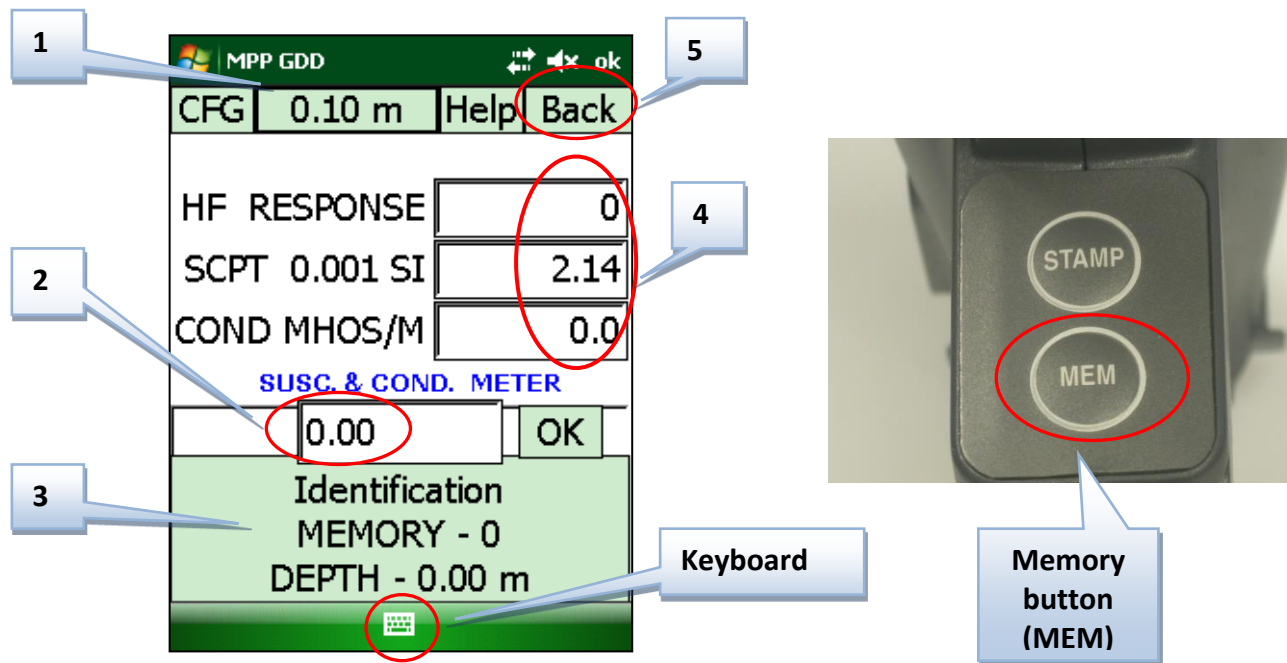 1
MPP GDD
ok
5
CFG 0.10 m Help Back
HF RESPONSE 0
4
SCPT 0.001 SI 2.14
2
COND MHOS/M 0.0
SUSC. & COND. METER
0.00 OK
3
Identification
MEMORY - 0
DEPTH - 0.00 m
Keyboard
STAMP
MEM
Memory
button
(MEM)